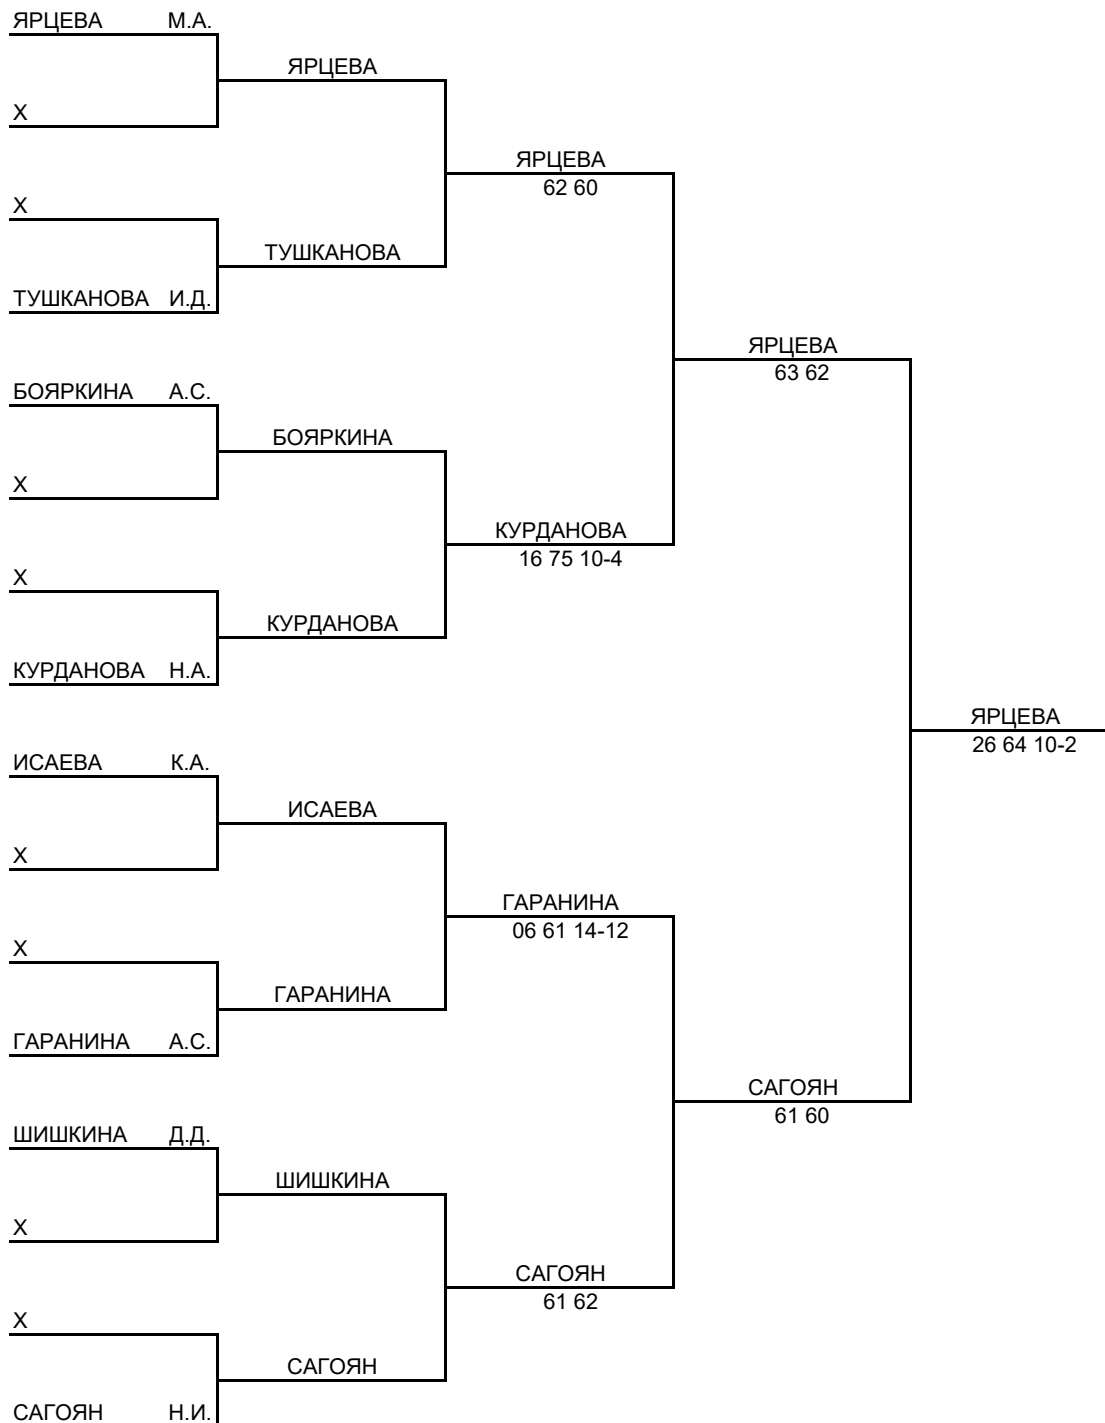 ЯРЦЕВА М.А.
ЯРЦЕВА
X
ЯРЦЕВА
62 60
X
ТУШКАНОВА
ТУШКАНОВА И.Д.
ЯРЦЕВА
63 62
БОЯРКИНА А.С.
БОЯРКИНА
X
КУРДАНОВА
16 75 10-4
X
КУРДАНОВА
КУРДАНОВА Н.А.
ЯРЦЕВА
26 64 10-2
ИСАЕВА К.А.
ИСАЕВА
X
ГАРАНИНА
06 61 14-12
X
ГАРАНИНА
ГАРАНИНА А.С.
САГОЯН
61 60
ШИШКИНА Д.Д.
ШИШКИНА
X
САГОЯН
61 62
X
САГОЯН
САГОЯН Н.И.